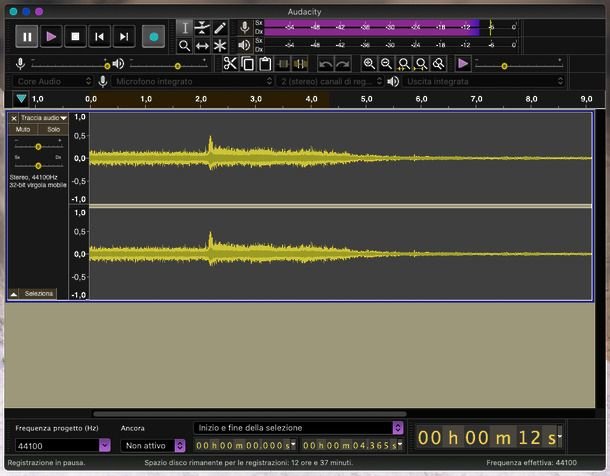 Audacity
Sx
Dx
-54 -48 -42 -36 -30 -24 -18 -12 -6 0
Sx
Dx
-54 -48 -42 -36 -30 -24 -18 -12 -6 0
Core Audio
Microfono integrato
2 (stereo) canali di reg...
Uscita integrata
1,0 0,0 1,0 2,0 3,0 4,0 5,0 6,0 7,0 8,0 9,0
Traccia audio
Muto Solo
- +
Sx Dx
Stereo, 44100Hz
32-bit virgola mobile
Seleziona
1,0
0,5
0,0
-0,5
-1,0
1,0
0,5
0,0
-0,5
-1,0
Frequenza progetto (Hz)
Ancora
Inizio e fine della selezione
44100
Non attivo
00 h 00 m 00.000 s
00 h 00 m 04.365 s
00 h 00 m 12 s
Registrazione in pausa.
Spazio disco rimanente per le registrazioni: 12 ore e 37 minuti.
Frequenza effettiva: 44100